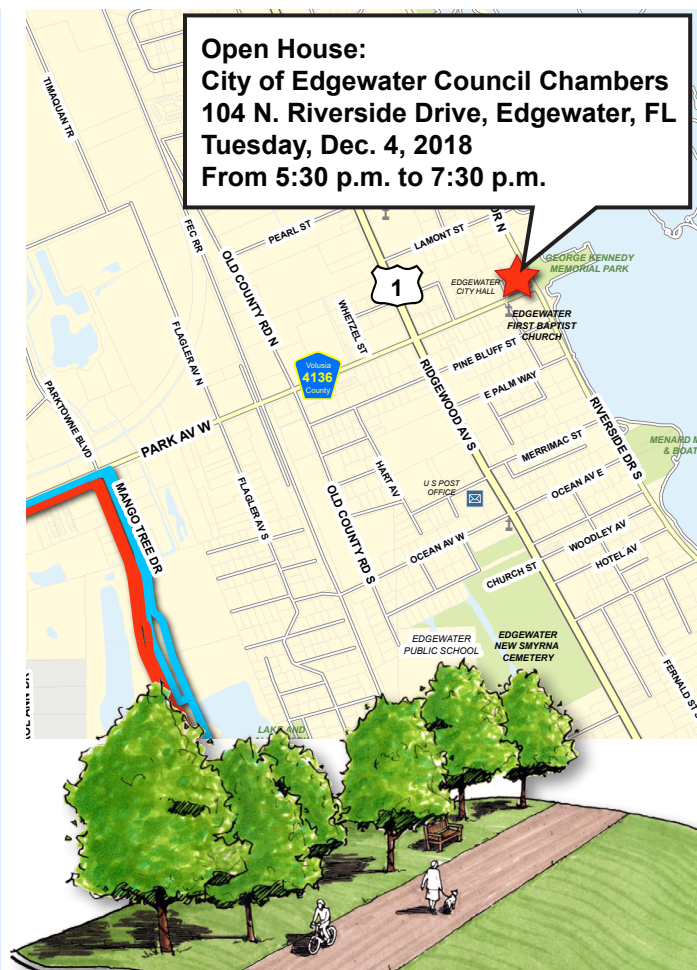 Open House:
City of Edgewater Council Chambers
104 N. Riverside Drive, Edgewater, FL
Tuesday, Dec. 4, 2018
From 5:30 p.m. to 7:30 p.m.
TIMAQUAN TR
FEC RR
PEARL ST
LAMONT ST
DR N
GEORGE KENNEDY
MEMORIAL PARK
OLD COUNTY RD N
1
EDGEWATER
CITY HALL
EDGEWATER
FIRST BAPTIST
CHURCH
WHETZEL ST
FLAGLER AV N
Volusia
4136
County
PINE BLUFF ST
E PALM WAY
RIDGEWOOD AV S
RIVERSIDE DR S
PARKTOWNE BLVD
PARK AV W
MERRIMAC ST
MENARD M
& BOAT
HART AV
U S POST
OFFICE
OCEAN AV E
MANGO TREE DR
FLAGLER AV S
OLD COUNTY RD S
OCEAN AV W
WOODLEY AV
HOTEL AV
CHURCH ST
EDGEWATER
PUBLIC SCHOOL
EDGEWATER
NEW SMYRNA
CEMETERY
FERNALD ST
ANN DR